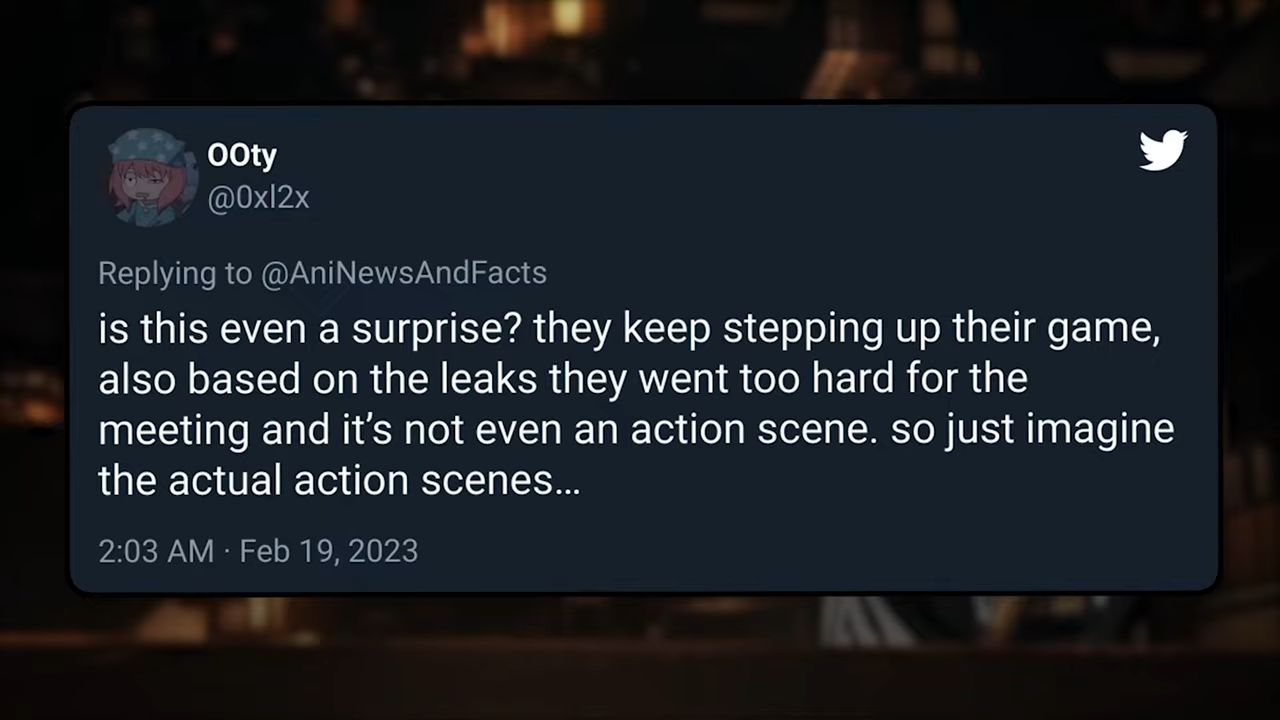 OOty
@0xl2x
Replying to @AniNewsAndFacts
is this even a surprise? they keep stepping up their game,
also based on the leaks they went too hard for the
meeting and it’s not even an action scene. so just imagine
the actual action scenes…
2:03 AM · Feb 19, 2023